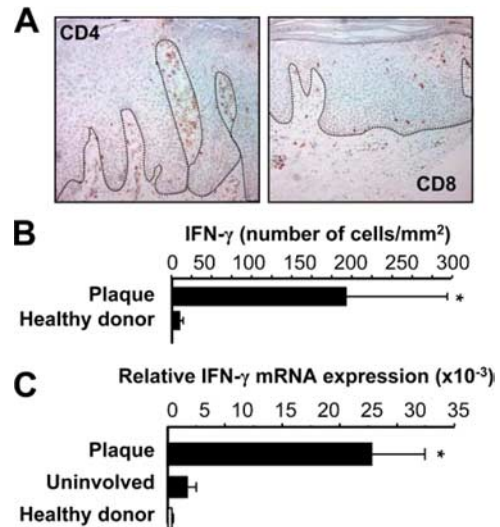 A
CD4
CD8
B
IFN-γ (number of cells/mm²)
0 50 100 150 200 250 300
Plaque
*
Healthy donor
C
Relative IFN-γ mRNA expression (x10⁻³)
0 5 10 15 20 25 30 35
Plaque
*
Uninvolved
Healthy donor